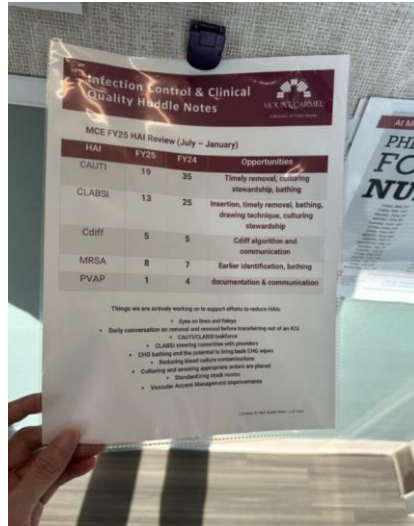 Infection Control & Clinical
Quality Huddle Notes
MOUNT CARMEL
MCE FY25 HAI Review (July – January)
HAI FY25 FY24 Opportunities
CAUTI 19 35 Timely removal, culturing
stewardship, bathing
CLABSI 13 25 Insertion, timely removal, bathing,
drawing technique, culturing
stewardship
Cdiff 5 5 Cdiff algorithm and
communication
MRSA 8 7 Earlier identification, bathing
PVAP 1 4 documentation & communication
Things we are actively working on to support efforts to reduce HAIs:
• Eyes on lines and foleys
• Daily conversation on removal and removal before transferring out of an ICU
• CAUTI/CLABSI taskforce
• CLABSI steering committee with providers
• CHG bathing and the potential to bring back CHG wipes
• Reducing blood culture contaminations
• Culturing and assuring appropriate orders are placed
• Standardizing stock rooms
• Vascular Access Management improvements
At M
PH
FO
NU